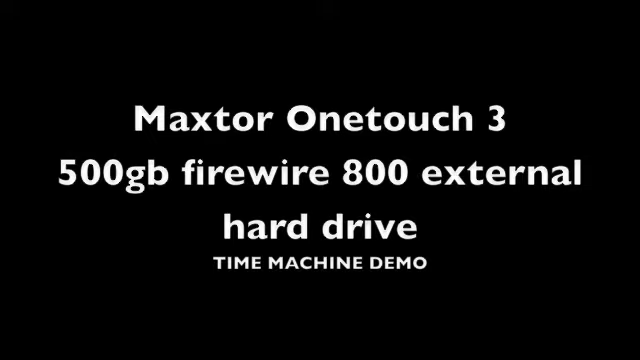 Maxtor Onetouch 3
500gb firewire 800 external
hard drive
TIME MACHINE DEMO